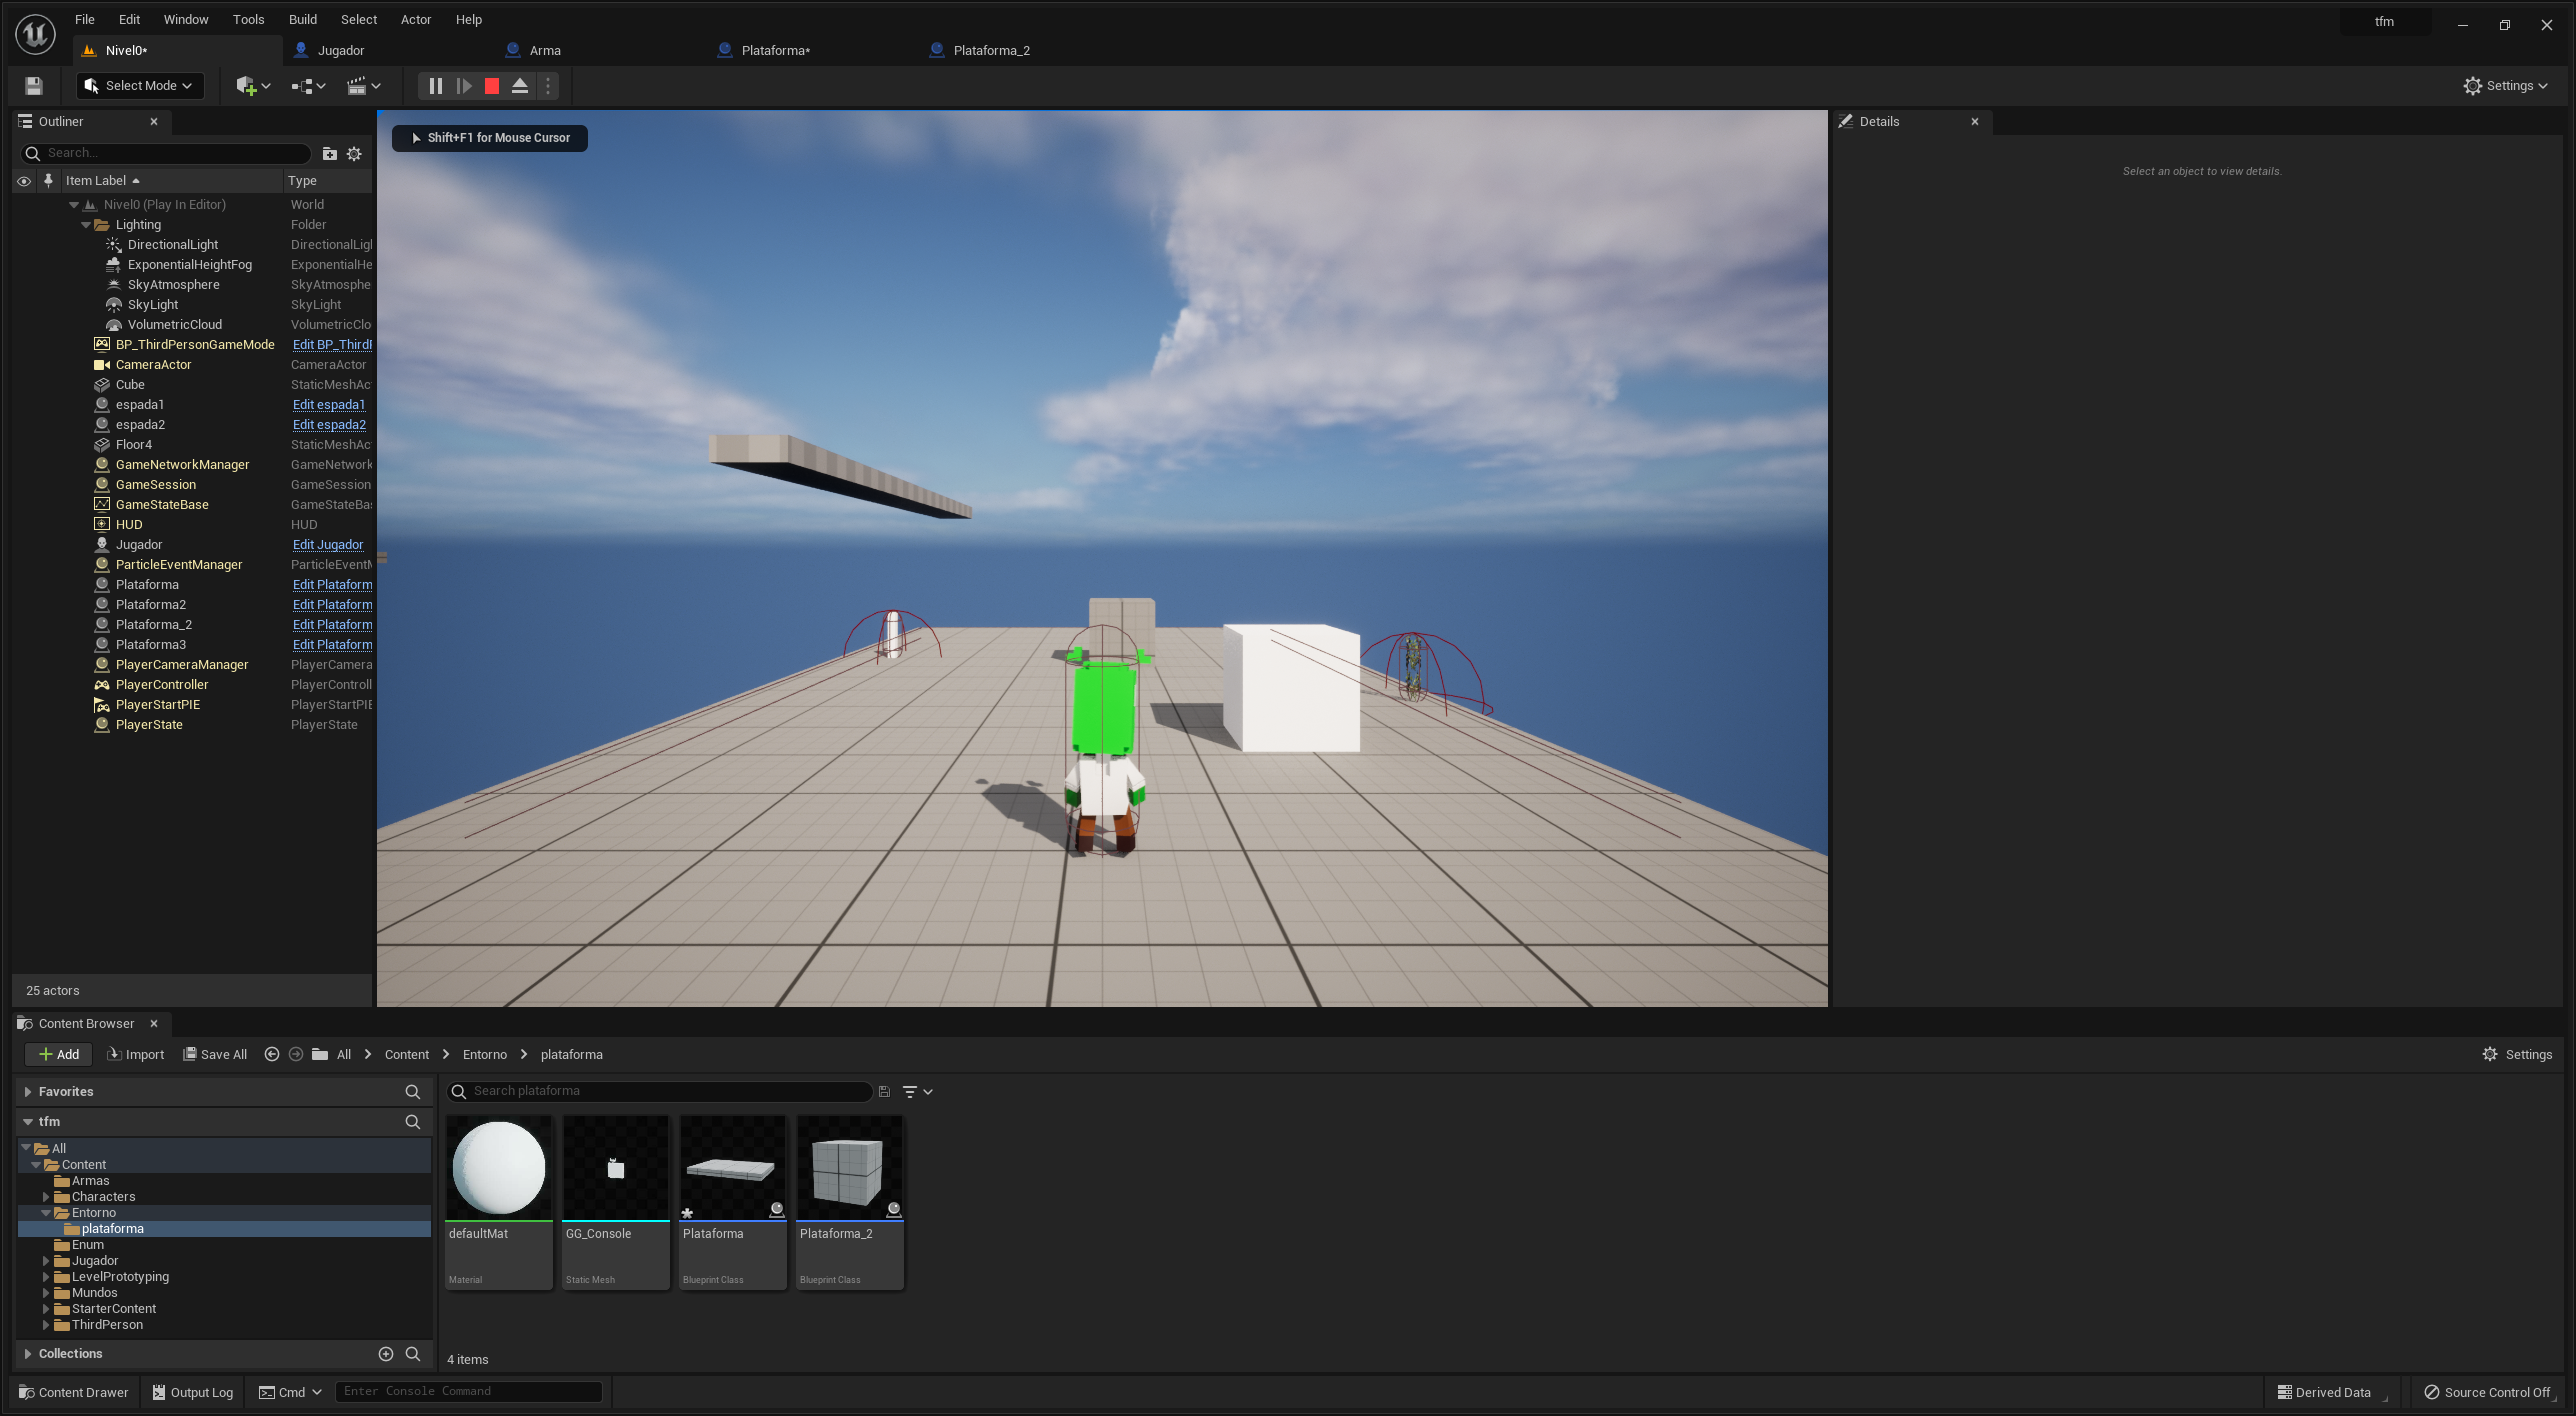 File Edit Window Tools Build Select Actor Help
tfm
Nivel0* Jugador Arma Plataforma* Plataforma_2
Select Mode Settings
Outliner
Search...
Item Label Type
Nivel0 (Play In Editor) World
Lighting Folder
DirectionalLight DirectionalLigl
ExponentialHeightFog ExponentialHe
SkyAtmosphere SkyAtmosphe
SkyLight SkyLight
VolumetricCloud VolumetricClo
BP_ThirdPersonGameMode Edit BP_Third
CameraActor CameraActor
Cube StaticMeshAc
espada1 Edit espada1
espada2 Edit espada2
Floor4 StaticMeshAc
GameNetworkManager GameNetwork
GameSession GameSession
GameStateBase GameStateBa
HUD HUD
Jugador Edit Jugador
ParticleEventManager ParticleEvent
Plataforma Edit Plataform
Plataforma2 Edit Plataform
Plataforma_2 Edit Plataform
Plataforma3 Edit Plataform
PlayerCameraManager PlayerCamera
PlayerController PlayerControll
PlayerStartPIE PlayerStartPIE
PlayerState PlayerState
25 actors
Shift+F1 for Mouse Cursor
Details
Select an object to view details.
Content Browser
Add Import Save All All Content Entorno plataforma Settings
Favorites
tfm
All
Content
Armas
Characters
Entorno
plataforma
Enum
Jugador
LevelPrototyping
Mundos
StarterContent
ThirdPerson
Collections
Search plataforma
defaultMat GG_Console Plataforma Plataforma_2
Material Static Mesh Blueprint Class Blueprint Class
4 items
Content Drawer Output Log Cmd Enter Console Command Derived Data Source Control Off